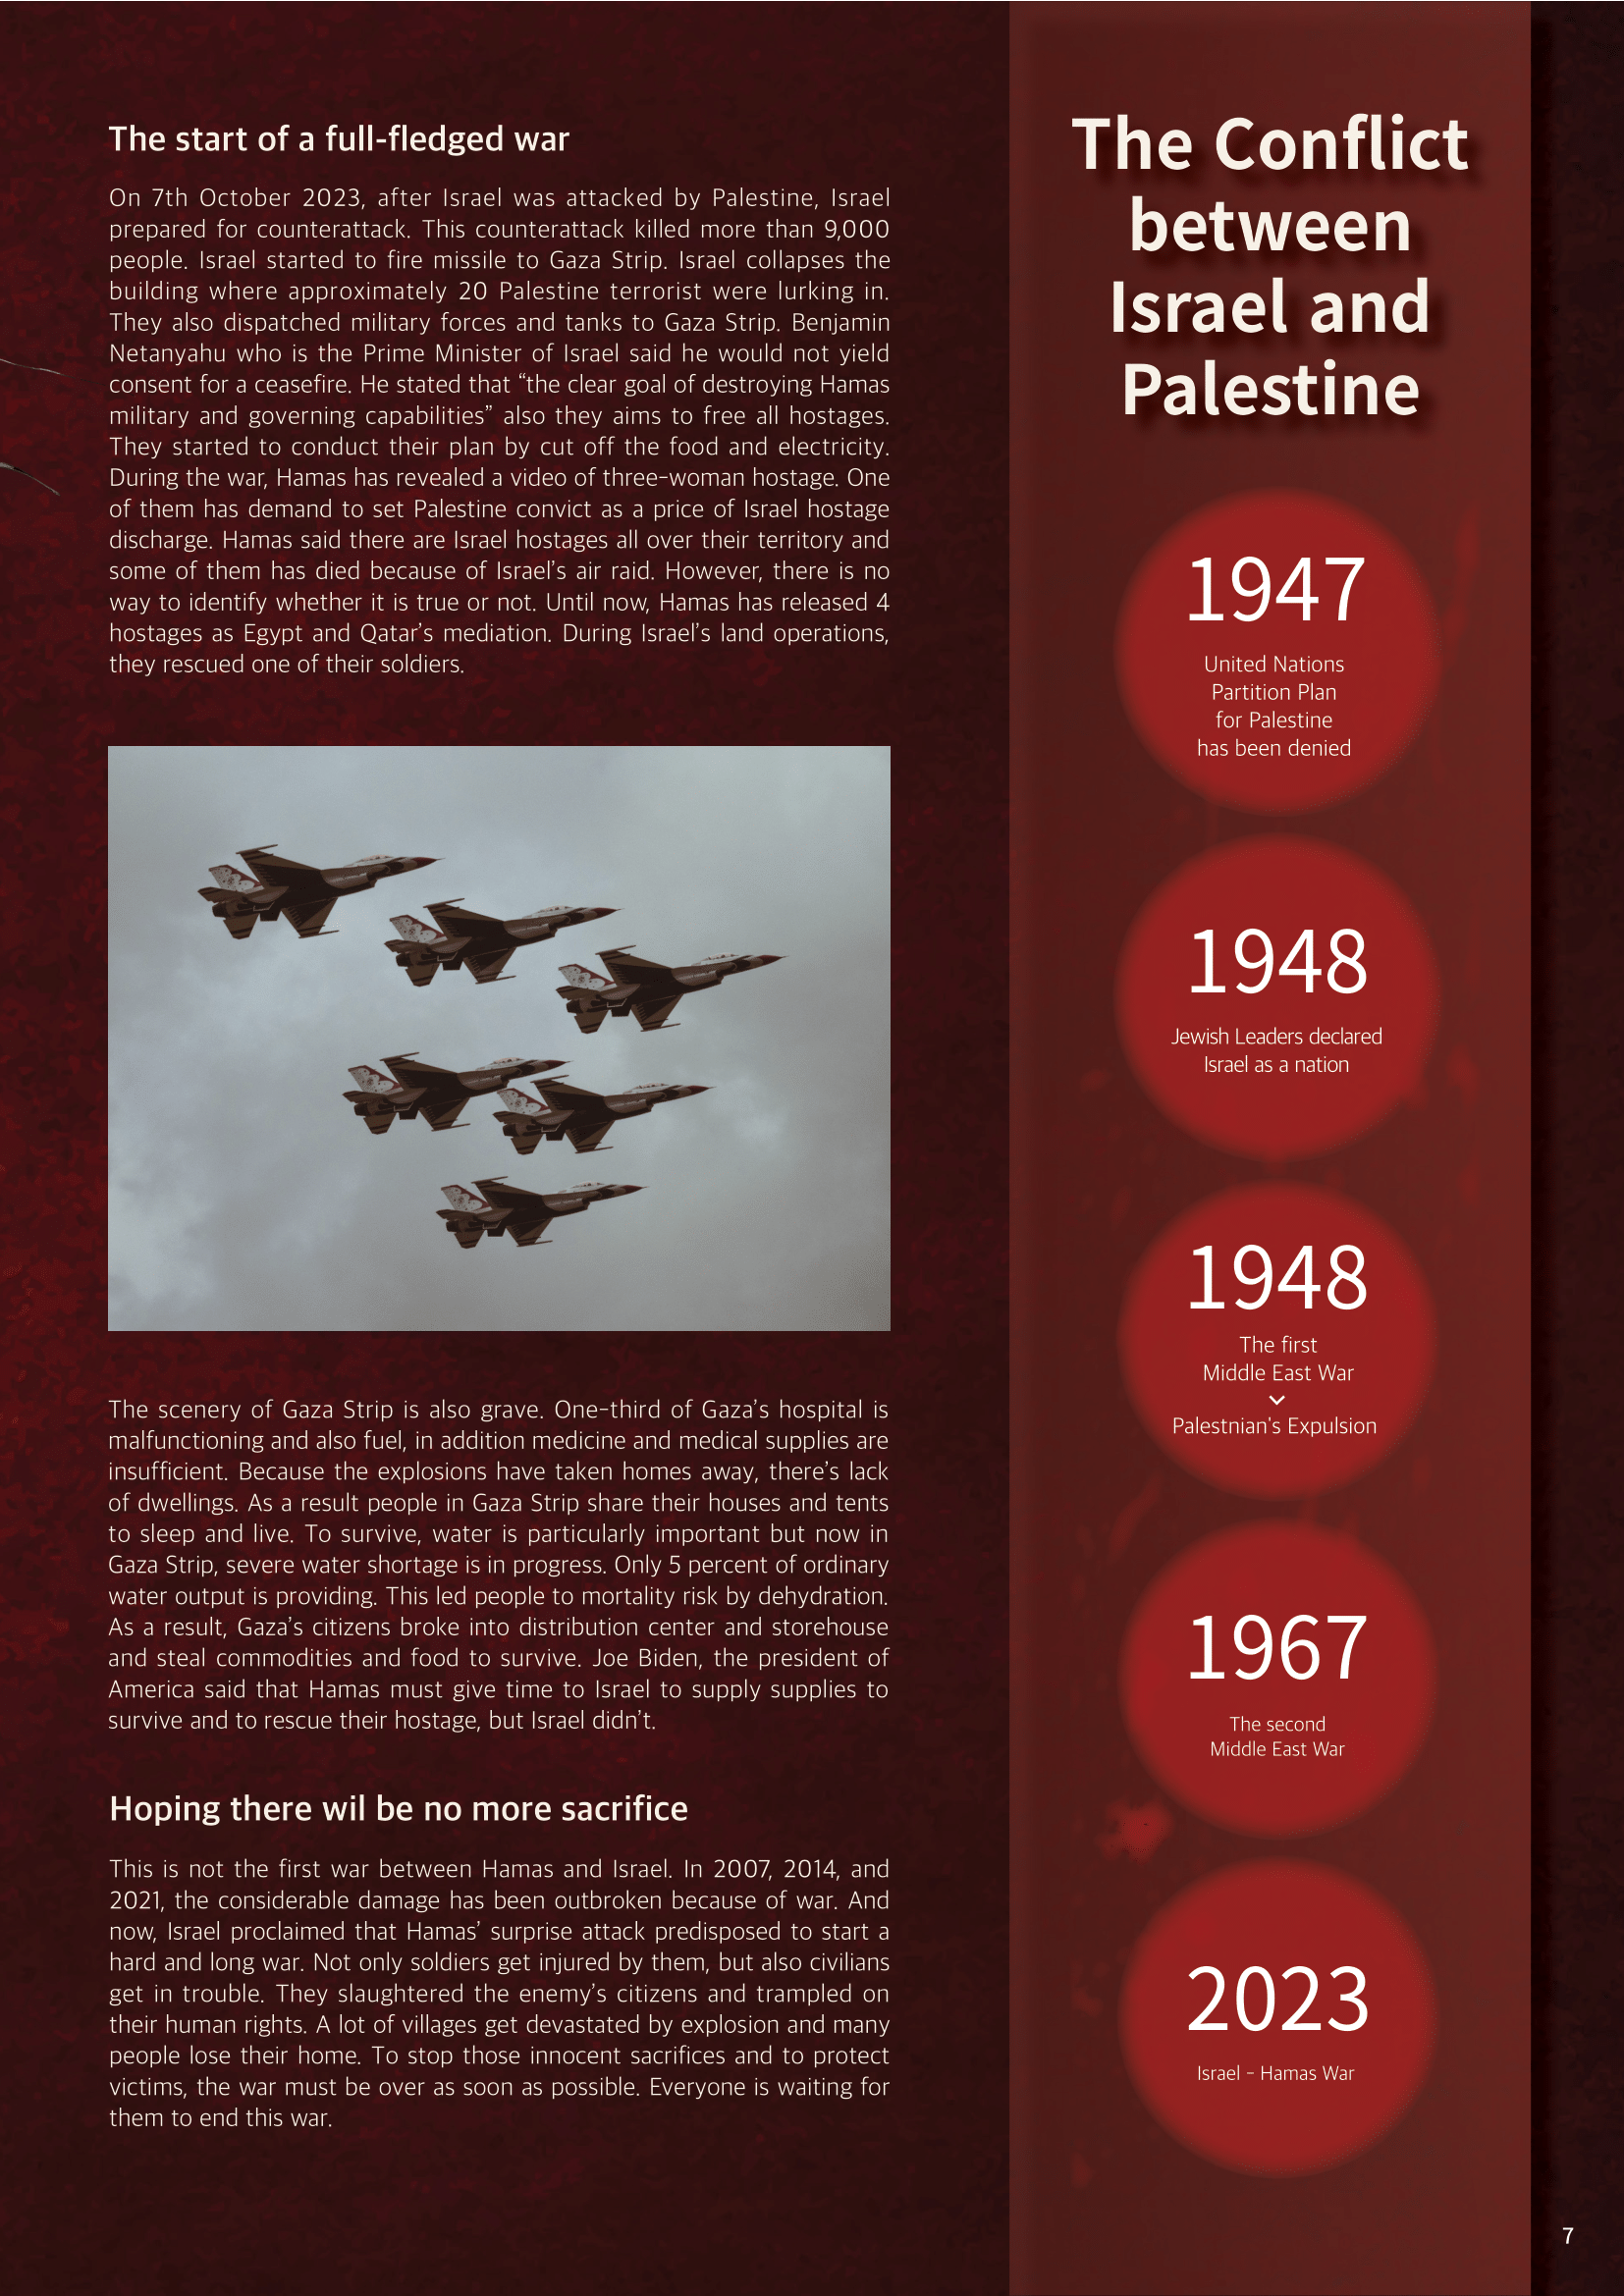 The start of a full-fledged war
On 7th October 2023, after Israel was attacked by Palestine, Israel
prepared for counterattack. This counterattack killed more than 9,000
people. Israel started to fire missile to Gaza Strip. Israel collapses the
building where approximately 20 Palestine terrorist were lurking in.
They also dispatched military forces and tanks to Gaza Strip. Benjamin
Netanyahu who is the Prime Minister of Israel said he would not yield
consent for a ceasefire. He stated that “the clear goal of destroying Hamas
military and governing capabilities” also they aims to free all hostages.
They started to conduct their plan by cut off the food and electricity.
During the war, Hamas has revealed a video of three-woman hostage. One
of them has demand to set Palestine convict as a price of Israel hostage
discharge. Hamas said there are Israel hostages all over their territory and
some of them has died because of Israel’s air raid. However, there is no
way to identify whether it is true or not. Until now, Hamas has released 4
hostages as Egypt and Qatar’s mediation. During Israel’s land operations,
they rescued one of their soldiers.
The scenery of Gaza Strip is also grave. One-third of Gaza’s hospital is
malfunctioning and also fuel, in addition medicine and medical supplies are
insufficient. Because the explosions have taken homes away, there’s lack
of dwellings. As a result people in Gaza Strip share their houses and tents
to sleep and live. To survive, water is particularly important but now in
Gaza Strip, severe water shortage is in progress. Only 5 percent of ordinary
water output is providing. This led people to mortality risk by dehydration.
As a result, Gaza’s citizens broke into distribution center and storehouse
and steal commodities and food to survive. Joe Biden, the president of
America said that Hamas must give time to Israel to supply supplies to
survive and to rescue their hostage, but Israel didn’t.
Hoping there wil be no more sacrifice
This is not the first war between Hamas and Israel. In 2007, 2014, and
2021, the considerable damage has been outbroken because of war. And
now, Israel proclaimed that Hamas’ surprise attack predisposed to start a
hard and long war. Not only soldiers get injured by them, but also civilians
get in trouble. They slaughtered the enemy’s citizens and trampled on
their human rights. A lot of villages get devastated by explosion and many
people lose their home. To stop those innocent sacrifices and to protect
victims, the war must be over as soon as possible. Everyone is waiting for
them to end this war.
The Conflict
between
Israel and
Palestine
1947
United Nations
Partition Plan
for Palestine
has been denied
1948
Jewish Leaders declared
Israel as a nation
1948
The first
Middle East War
Palestnian's Expulsion
1967
The second
Middle East War
2023
Israel - Hamas War
7